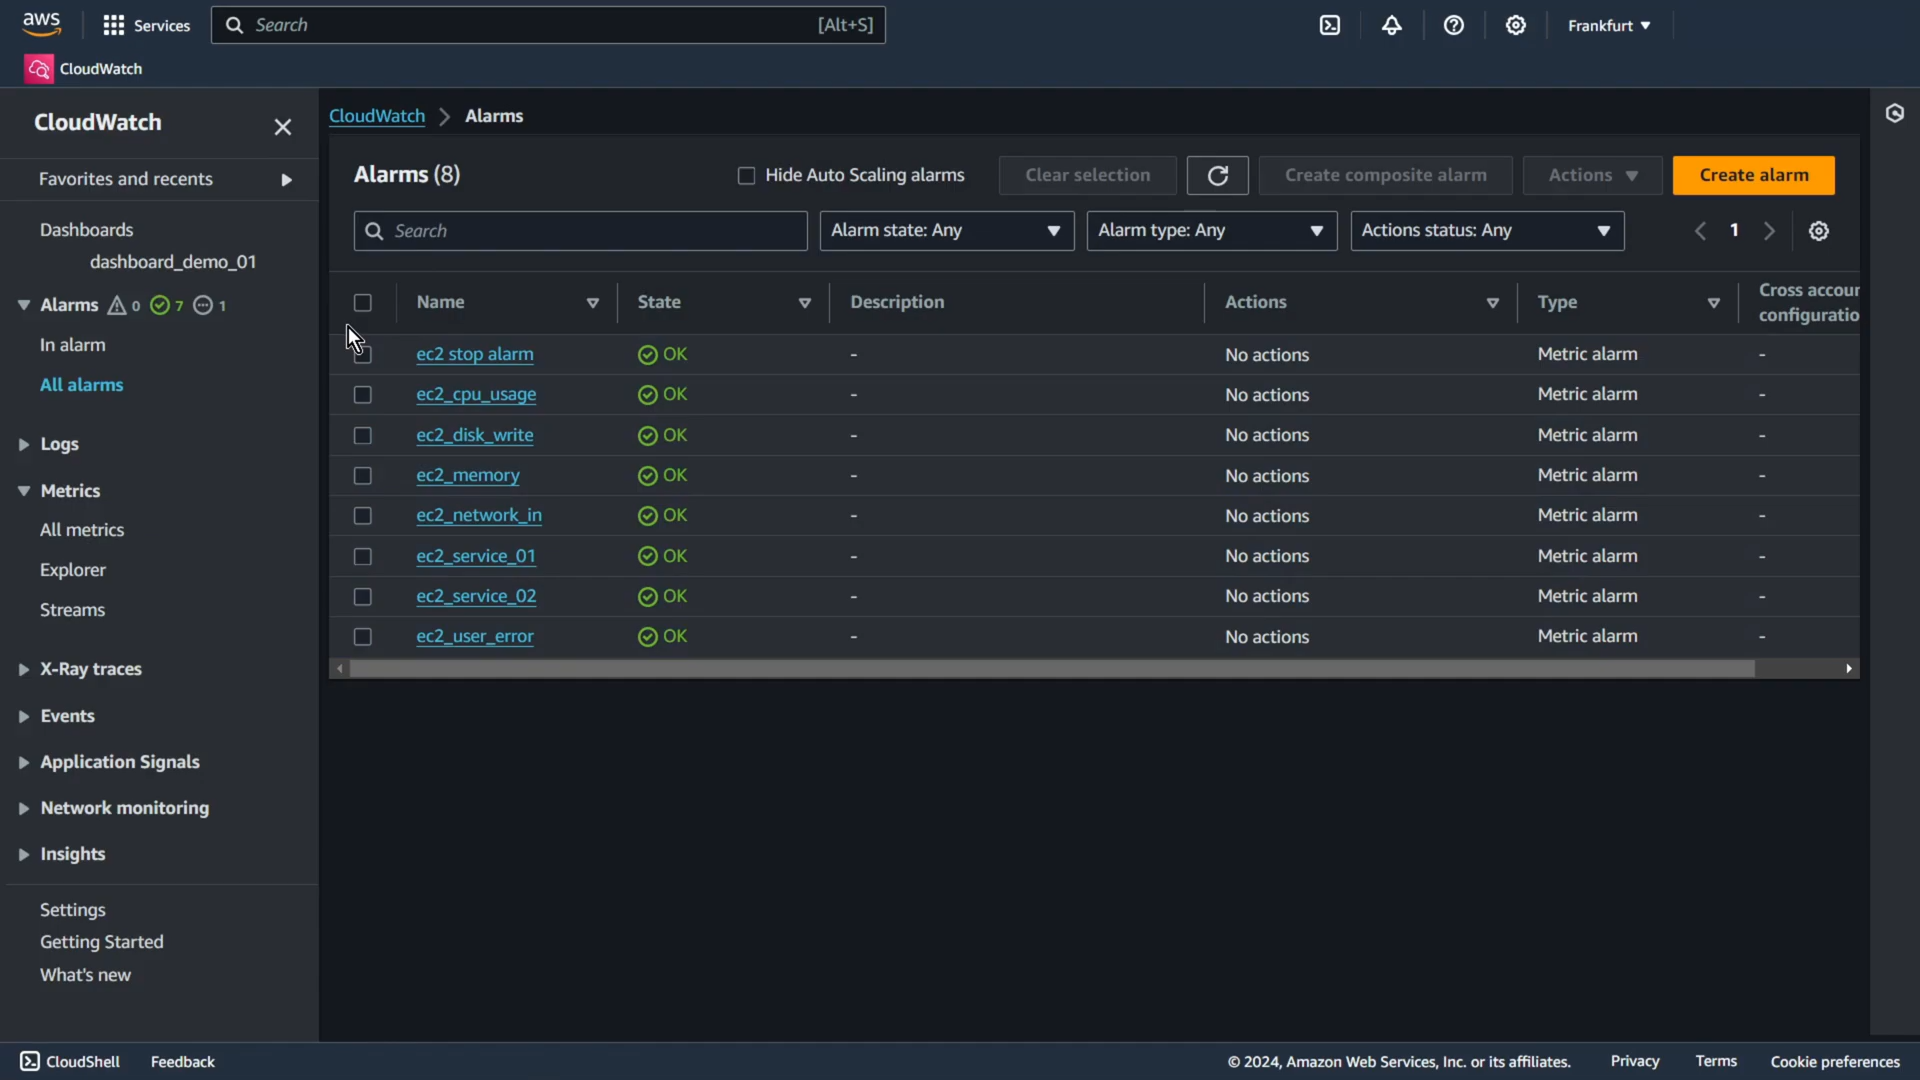 aws Services Search [Alt+S] Frankfurt
CloudWatch
CloudWatch
Favorites and recents
Dashboards
dashboard_demo_01
Alarms 0 7 1
In alarm
All alarms
Logs
Metrics
All metrics
Explorer
Streams
X-Ray traces
Events
Application Signals
Network monitoring
Insights
Settings
Getting Started
What's new
CloudWatch Alarms
Alarms (8) Hide Auto Scaling alarms Clear selection Create composite alarm Actions Create alarm
Search Alarm state: Any Alarm type: Any Actions status: Any 1
Name State Description Actions Type Cross accour
configuratio
ec2 stop alarm OK - No actions Metric alarm -
ec2_cpu_usage OK - No actions Metric alarm -
ec2_disk_write OK - No actions Metric alarm -
ec2_memory OK - No actions Metric alarm -
ec2_network_in OK - No actions Metric alarm -
ec2_service_01 OK - No actions Metric alarm -
ec2_service_02 OK - No actions Metric alarm -
ec2_user_error OK - No actions Metric alarm -
CloudShell Feedback © 2024, Amazon Web Services, Inc. or its affiliates. Privacy Terms Cookie preferences